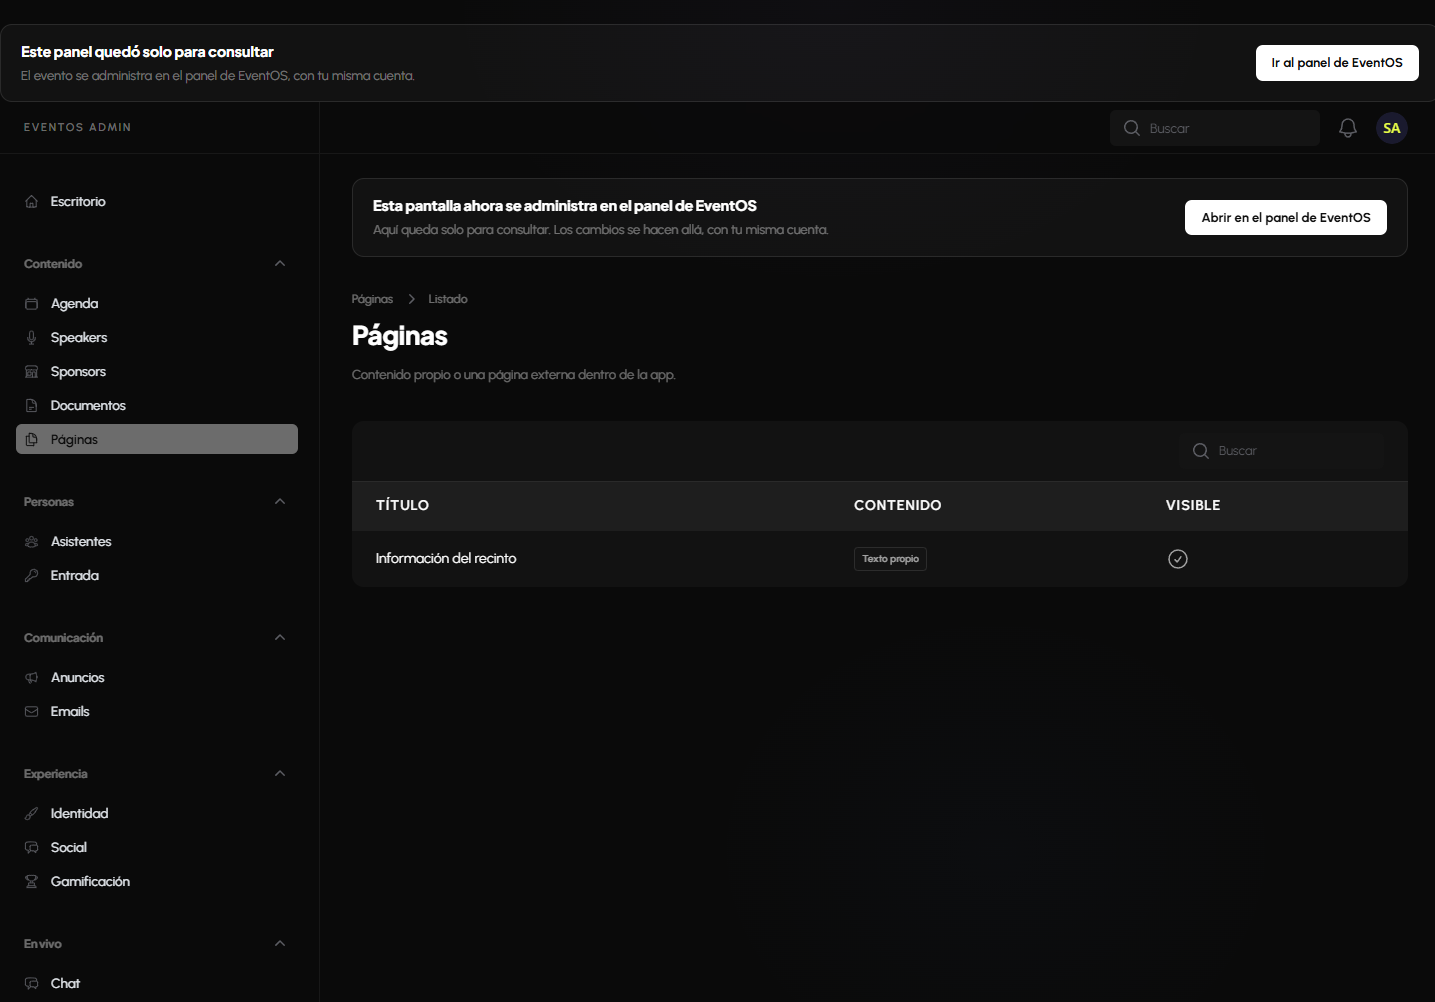 Este panel quedó solo para consultar
El evento se administra en el panel de EventOS, con tu misma cuenta.
Ir al panel de EventOS
EVENTOS ADMIN
Buscar
SA
Escritorio
Contenido
Agenda
Speakers
Sponsors
Documentos
Páginas
Personas
Asistentes
Entrada
Comunicación
Anuncios
Emails
Experiencia
Identidad
Social
Gamificación
En vivo
Chat
Esta pantalla ahora se administra en el panel de EventOS
Aquí queda solo para consultar. Los cambios se hacen allá, con tu misma cuenta.
Abrir en el panel de EventOS
Páginas > Listado
Páginas
Contenido propio o una página externa dentro de la app.
Buscar
TÍTULO CONTENIDO VISIBLE
Información del recinto Texto propio